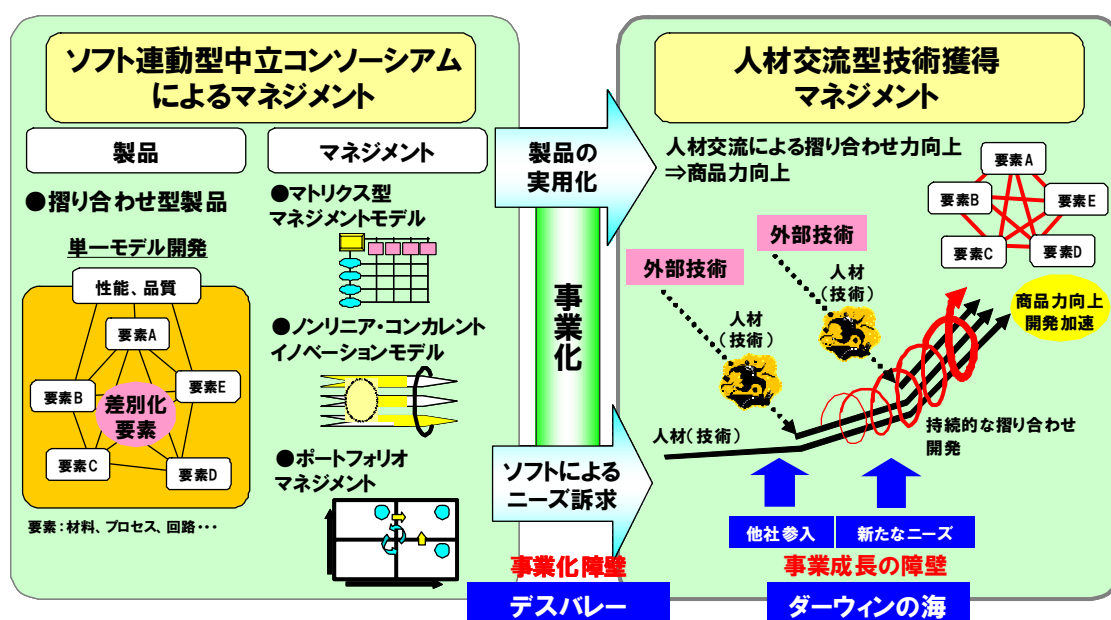 ソフト連動型中立コンソーシアム
によるマネジメント
製品
マネジメント
●摺り合わせ型製品
単一モデル開発
性能、品質
要素A
要素B
要素E
差別化
要素
要素C
要素D
要素：材料、プロセス、回路･･･
●マトリクス型
マネジメントモデル
●ノンリニア・コンカレント
イノベーションモデル
●ポートフォリオ
マネジメント
製品の
実用化
事業化
ソフトによる
ニーズ訴求
事業化障壁
デスバレー
人材交流型技術獲得
マネジメント
人材交流による摺り合わせ力向上
⇒商品力向上
要素A
要素B
要素E
要素C
要素D
外部技術
外部技術
人材
（技術）
人材
（技術）
商品力向上
開発加速
人材（技術）
持続的な摺り合わせ
開発
他社参入
新たなニーズ
事業成長の障壁
ダーウィンの海